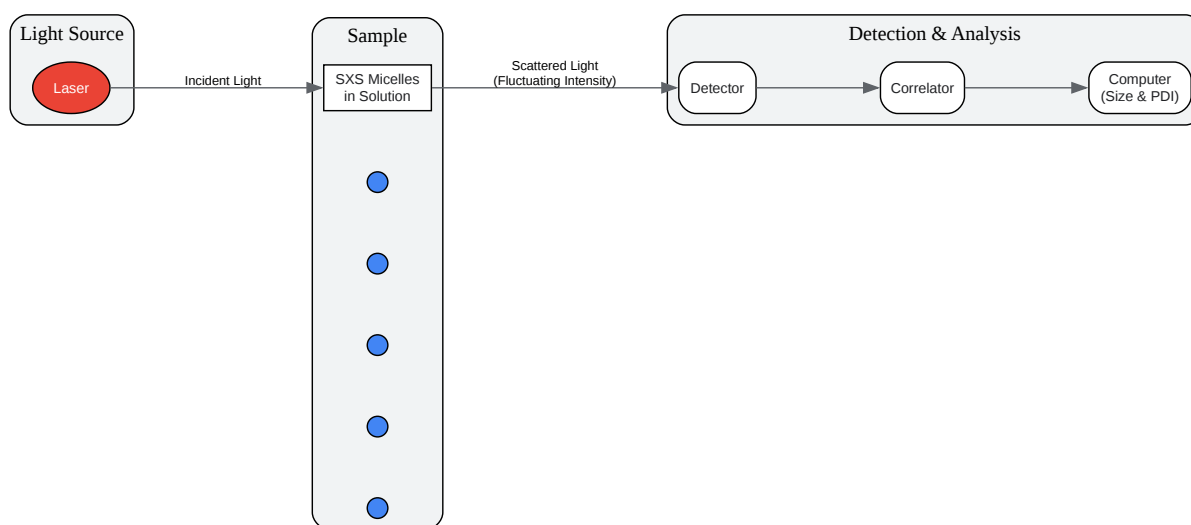 Light Source
Laser
Incident Light
Sample
SXS Micelles
in Solution
Scattered Light
(Fluctuating Intensity)
Detection & Analysis
Detector
Correlator
Computer
(Size & PDI)